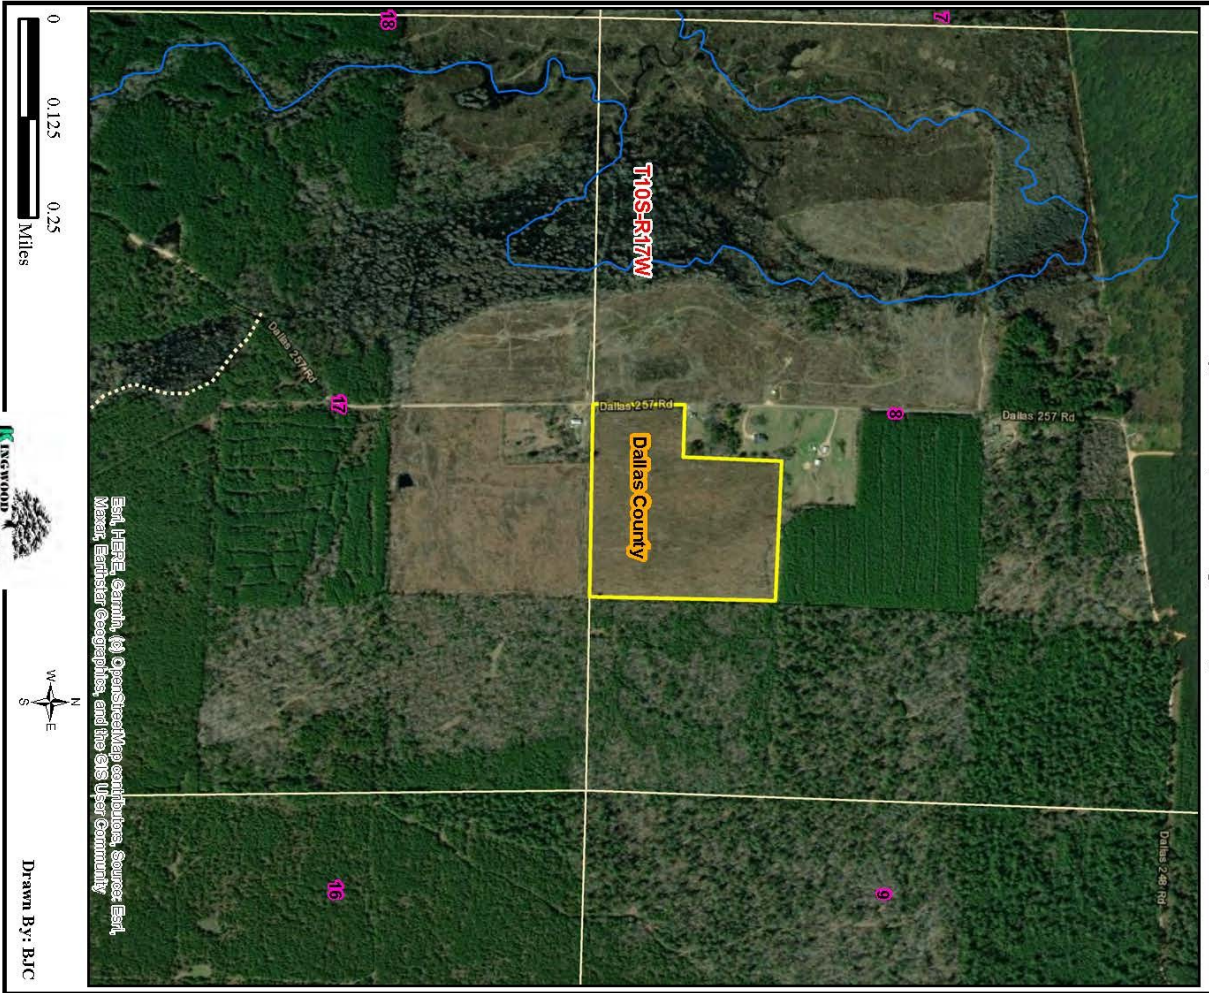 18
7
T10S-R17W
Dallas 257 Rd
17
Dallas 257 Rd
8
Dallas 257 Rd
Dallas County
16
9
Dallas 248 Rd
Esri, HERE, Garmin, (c) OpenStreetMap contributors, Source: Esri,
Maxar, Earthstar Geographics, and the GIS User Community
0 0.125 0.25
Miles
KINGWOOD
N
W E
S
Drawn By: BJC